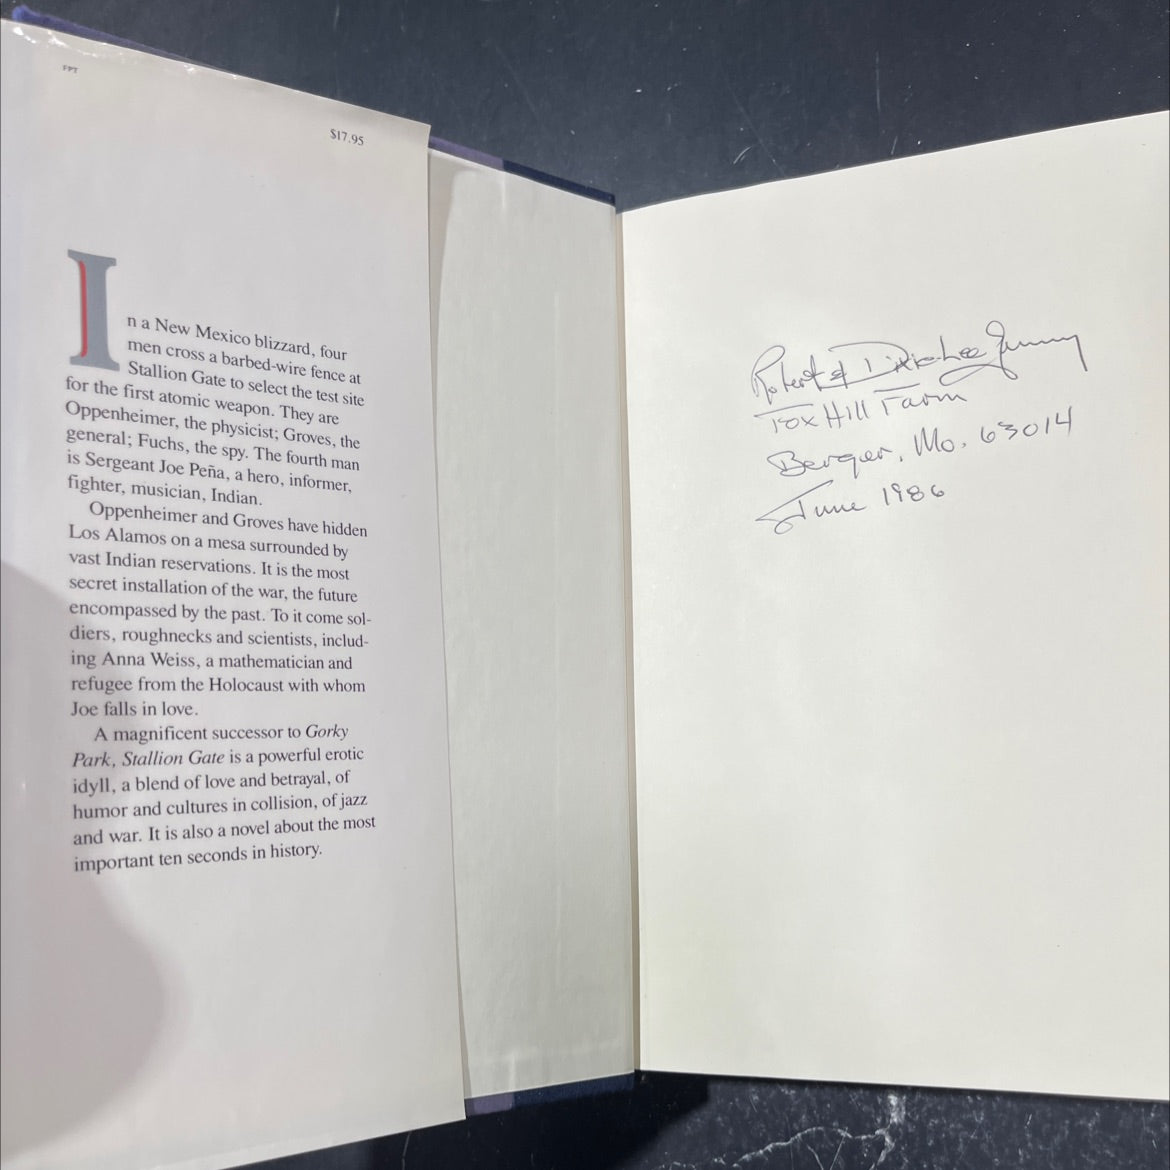 FPT
$17.95
In a New Mexico blizzard, four
men cross a barbed-wire fence at
Stallion Gate to select the test site
for the first atomic weapon. They are
Oppenheimer, the physicist; Groves, the
general; Fuchs, the spy. The fourth man
is Sergeant Joe Peña, a hero, informer,
fighter, musician, Indian.
Oppenheimer and Groves have hidden
Los Alamos on a mesa surrounded by
vast Indian reservations. It is the most
secret installation of the war, the future
encompassed by the past. To it come sol-
diers, roughnecks and scientists, includ-
ing Anna Weiss, a mathematician and
refugee from the Holocaust with whom
Joe falls in love.
A magnificent successor to Gorky
Park, Stallion Gate is a powerful erotic
idyll, a blend of love and betrayal, of
humor and cultures in collision, of jazz
and war. It is also a novel about the most
important ten seconds in history.
Robert & Dixie Lee
Fox Hill Farm
Berger, Mo. 63014
June 1986